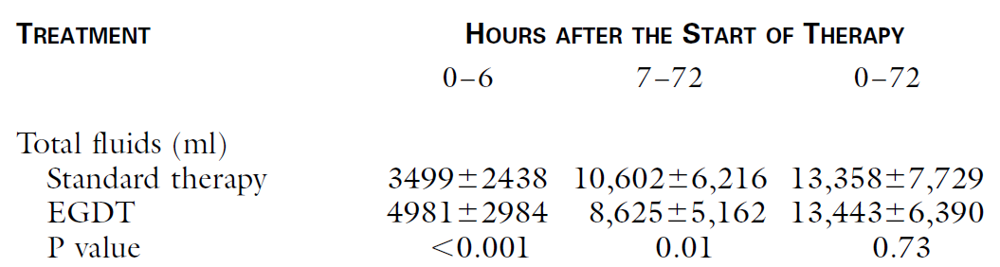 TREATMENT HOURS AFTER THE START OF THERAPY
0–6 7–72 0–72
Total fluids (ml)
Standard therapy 3499±2438 10,602±6,216 13,358±7,729
EGDT 4981±2984 8,625±5,162 13,443±6,390
P value <0.001 0.01 0.73